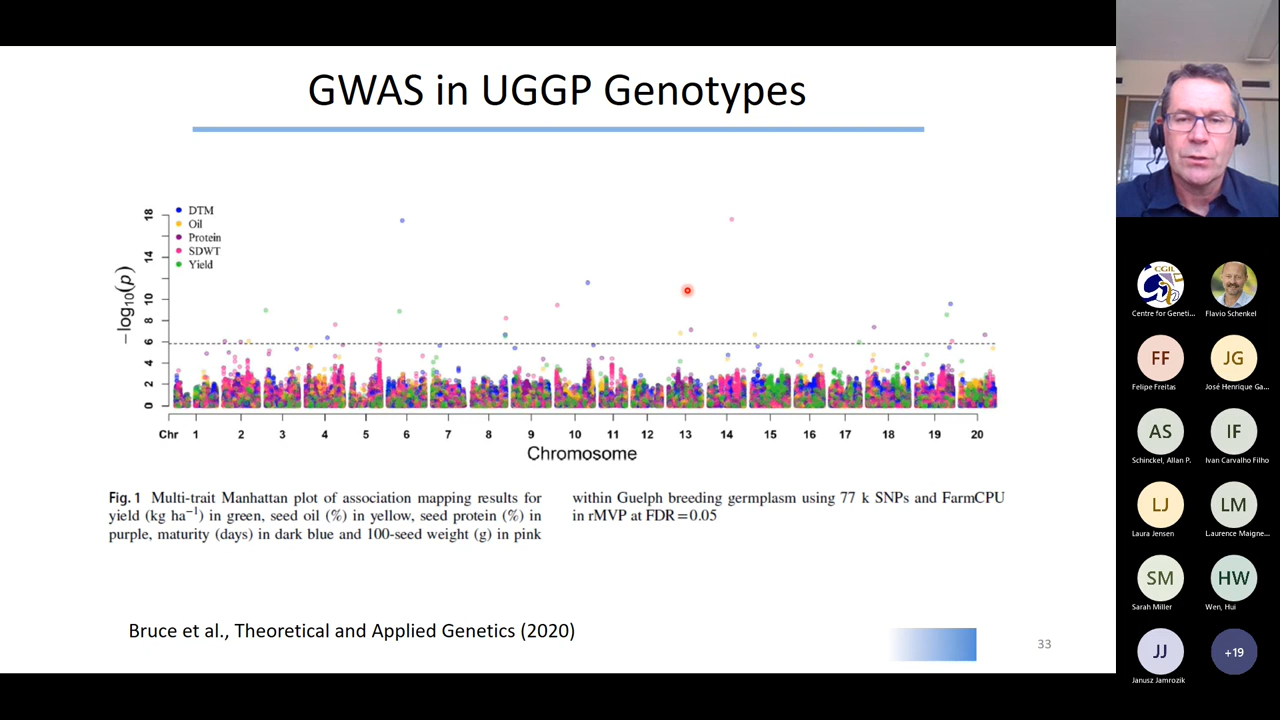 GWAS in UGGP Genotypes
DTM
Oil
Protein
SDWT
Yield
−log10(p)
18
14
10
8
6
4
2
0
Chr 1 2 3 4 5 6 7 8 9 10 11 12 13 14 15 16 17 18 19 20
Chromosome
Fig. 1 Multi-trait Manhattan plot of association mapping results for
yield (kg ha−1) in green, seed oil (%) in yellow, seed protein (%) in
purple, maturity (days) in dark blue and 100-seed weight (g) in pink
within Guelph breeding germplasm using 77 k SNPs and FarmCPU
in rMVP at FDR=0.05
Bruce et al., Theoretical and Applied Genetics (2020)
33
CGIL
Centre for Geneti...
Flavio Schenkel
FF
Felipe Freitas
JG
José Henrique Ga...
AS
Schinckel, Allan P.
IF
Ivan Carvalho Filho
LJ
Laura Jensen
LM
Laurence Maigne...
SM
Sarah Miller
HW
Wen, Hui
JJ
Janusz Jamrozik
+19